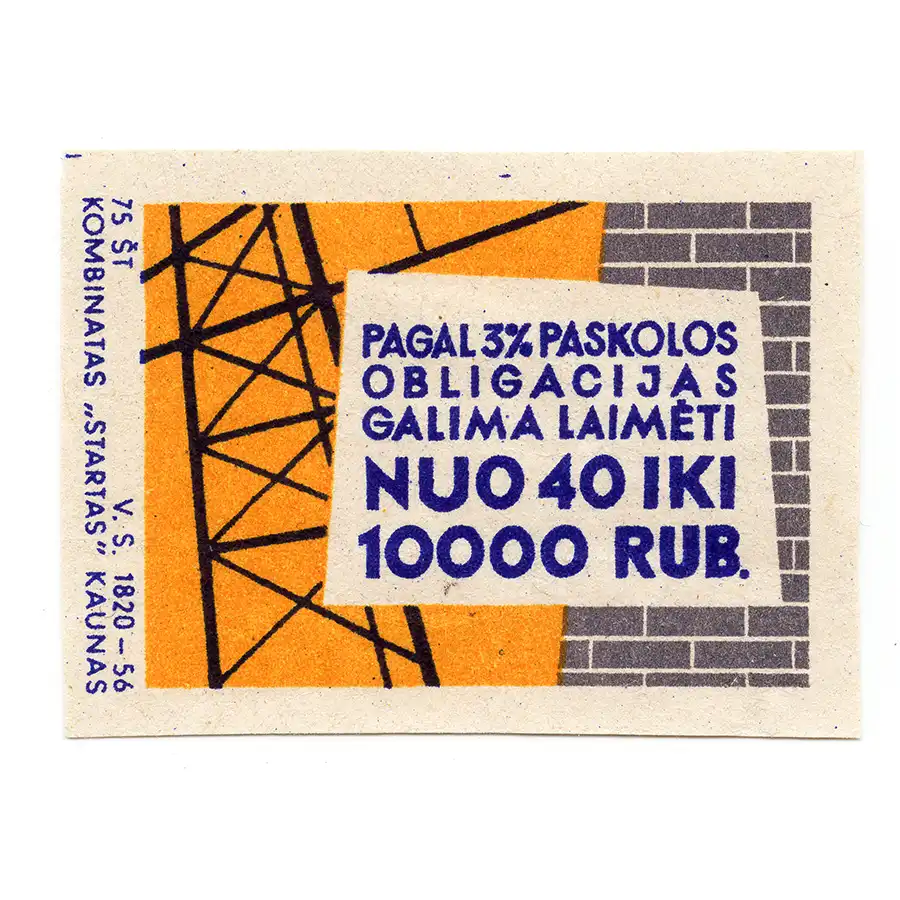 75 ŠT V. S. 1820–56
KOMBINATAS „STARTAS" KAUNAS
PAGAL 3% PASKOLOS
OBLIGACIJAS
GALIMA LAIMĖTI
NUO 40 IKI
10000 RUB.